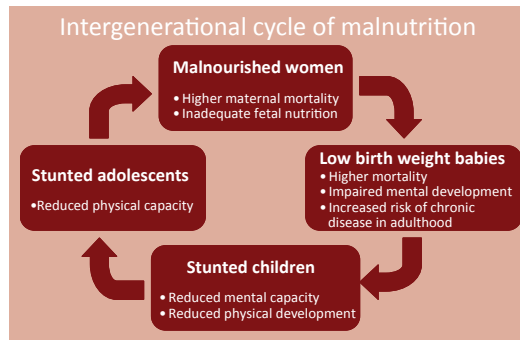 Intergenerational cycle of malnutrition
Malnourished women
• Higher maternal mortality
• Inadequate fetal nutrition
Low birth weight babies
• Higher mortality
• Impaired mental development
• Increased risk of chronic
disease in adulthood
Stunted children
• Reduced mental capacity
• Reduced physical development
Stunted adolescents
•Reduced physical capacity